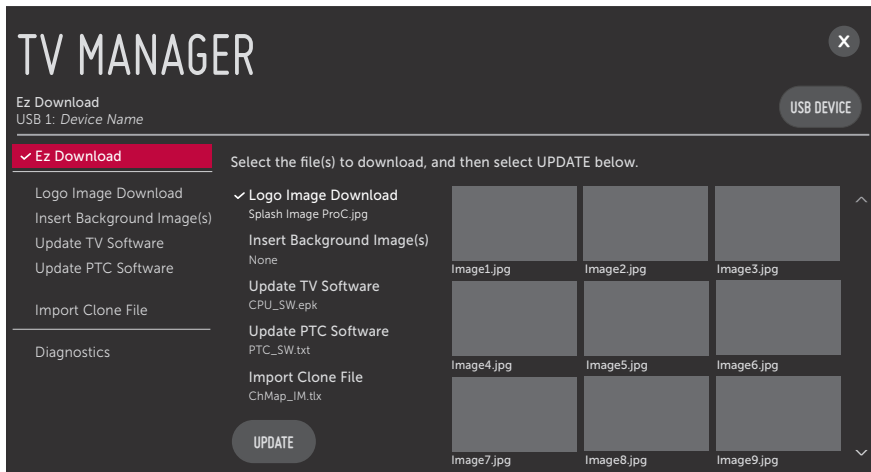 TV MANAGER
X
Ez Download
USB 1: Device Name
USB DEVICE
Ez Download
Logo Image Download
Insert Background Image(s)
Update TV Software
Update PTC Software
Import Clone File
Diagnostics
Select the file(s) to download, and then select UPDATE below.
Logo Image Download
Splash Image ProC.jpg
Insert Background Image(s)
None
Update TV Software
CPU_SW.epk
Update PTC Software
PTC_SW.txt
Import Clone File
ChMap_IM.tlx
UPDATE
Image1.jpg
Image2.jpg
Image3.jpg
Image4.jpg
Image5.jpg
Image6.jpg
Image7.jpg
Image8.jpg
Image9.jpg